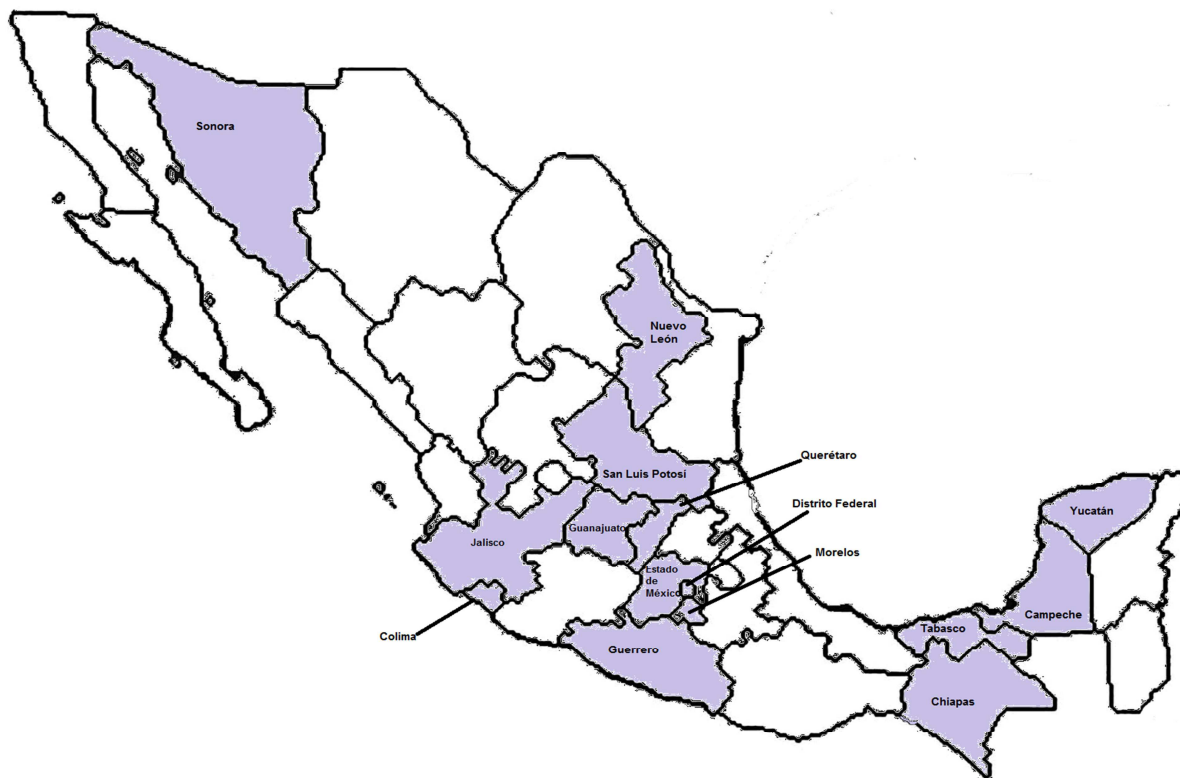 Sonora
Nuevo
León
Querétaro
San Luis Potosí
Distrito Federal
Yucatán
Guanajuato
Jalisco
Morelos
Estado
de
México
Campeche
Tabasco
Colima
Guerrero
Chiapas